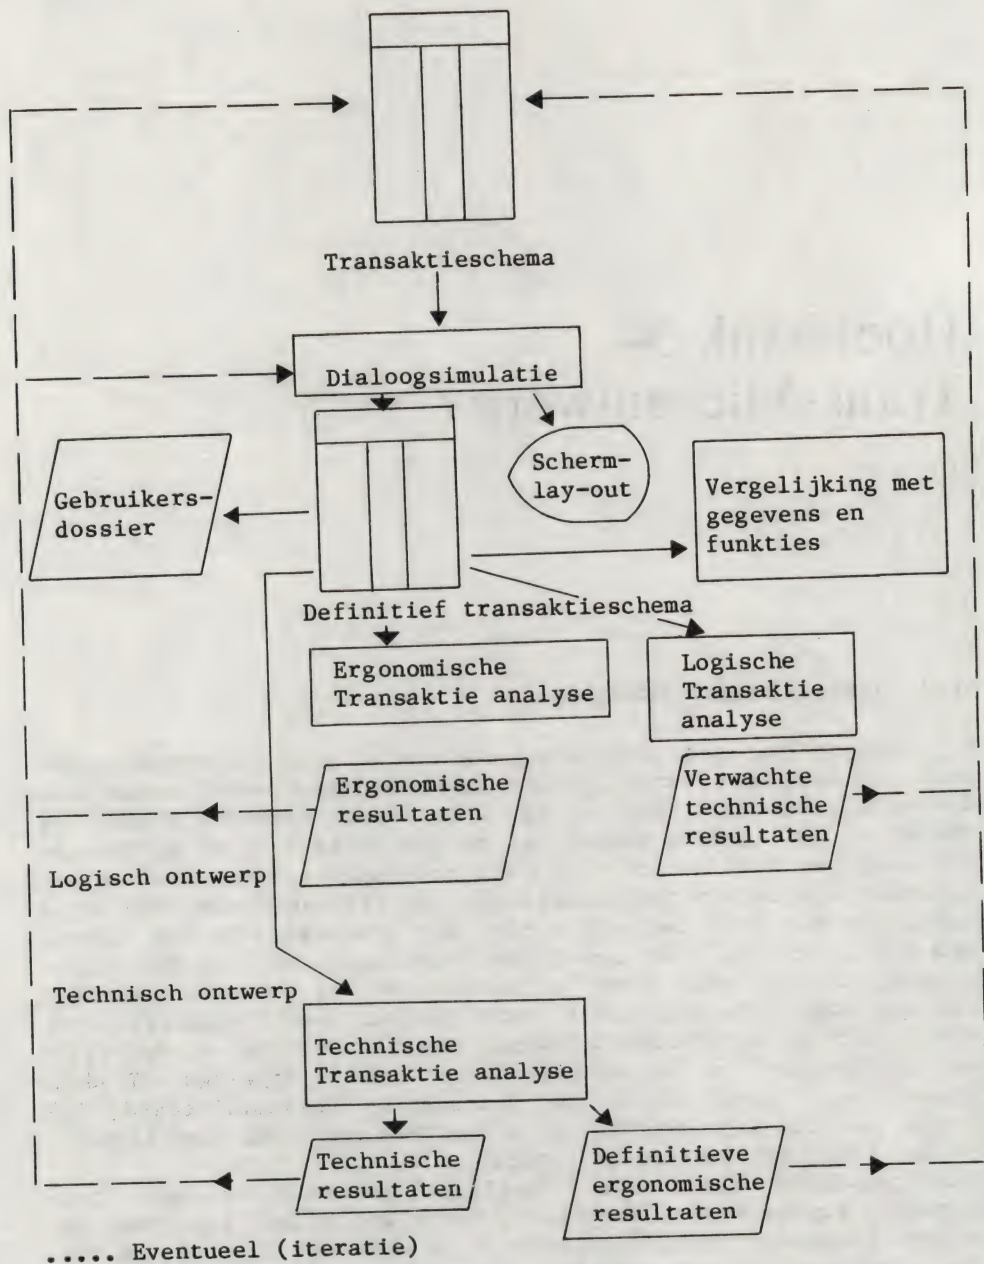 Transaktieschema
Dialoogsimulatie
Gebruikers-
dossier
Scherm-
lay-out
Vergelijking met
gegevens en
funkties
Definitief transaktieschema
Ergonomische
Transaktie analyse
Logische
Transaktie
analyse
Ergonomische
resultaten
Verwachte
technische
resultaten
Logisch ontwerp
Technisch ontwerp
Technische
Transaktie analyse
Technische
resultaten
Definitieve
ergonomische
resultaten
..... Eventueel (iteratie)